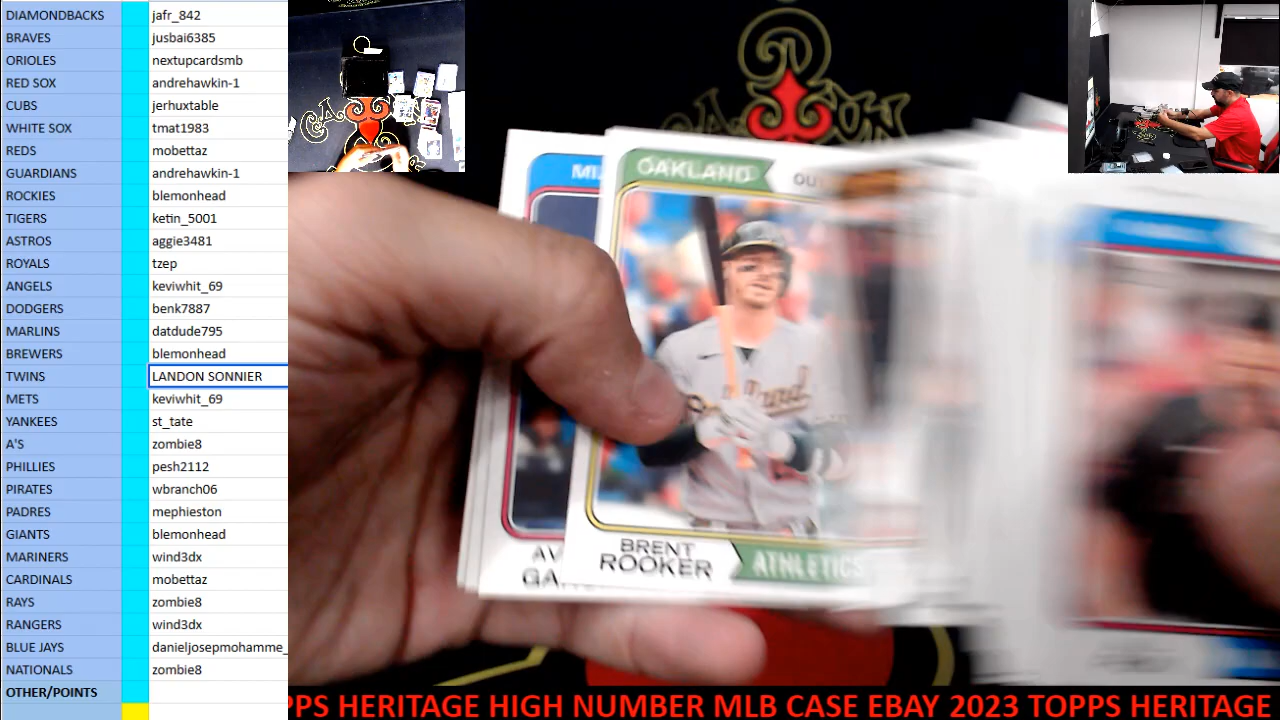 DIAMONDBACKS jafr_842
BRAVES jusbai6385
ORIOLES nextupcardsmb
RED SOX andrehawkin-1
CUBS jerhuxtable
WHITE SOX tmat1983
REDS mobettaz
GUARDIANS andrehawkin-1
ROCKIES blemonhead
TIGERS ketin_5001
ASTROS aggie3481
ROYALS tzep
ANGELS keviwhit_69
DODGERS benk7887
MARLINS datdude795
BREWERS blemonhead
TWINS LANDON SONNIER
METS keviwhit_69
YANKEES st_tate
A'S zombie8
PHILLIES pesh2112
PIRATES wbranch06
PADRES mephieston
GIANTS blemonhead
MARINERS wind3dx
CARDINALS mobettaz
RAYS zombie8
RANGERS wind3dx
BLUE JAYS danieljosepmohamme_
NATIONALS zombie8
OTHER/POINTS
MI
OAKLAND OU
AV
GA
BRENT
ROOKER
ATHLETICS
PPS HERITAGE HIGH NUMBER MLB CASE EBAY 2023 TOPPS HERITAGE